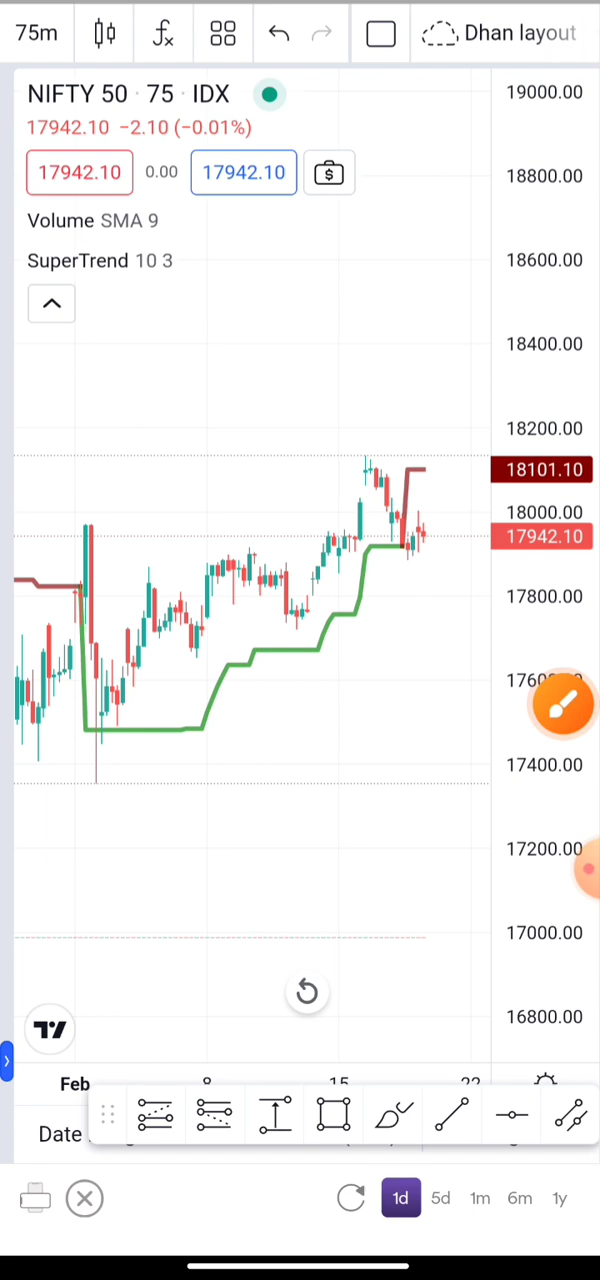 75m
Dhan layout
NIFTY 50 · 75 · IDX
17942.10 −2.10 (−0.01%)
17942.10 0.00 17942.10
Volume SMA 9
SuperTrend 10 3
19000.00
18800.00
18600.00
18400.00
18200.00
18101.10
18000.00
17942.10
17800.00
17400.00
17200.00
17000.00
16800.00
Feb 8 15 22
Date
1d 5d 1m 6m 1y